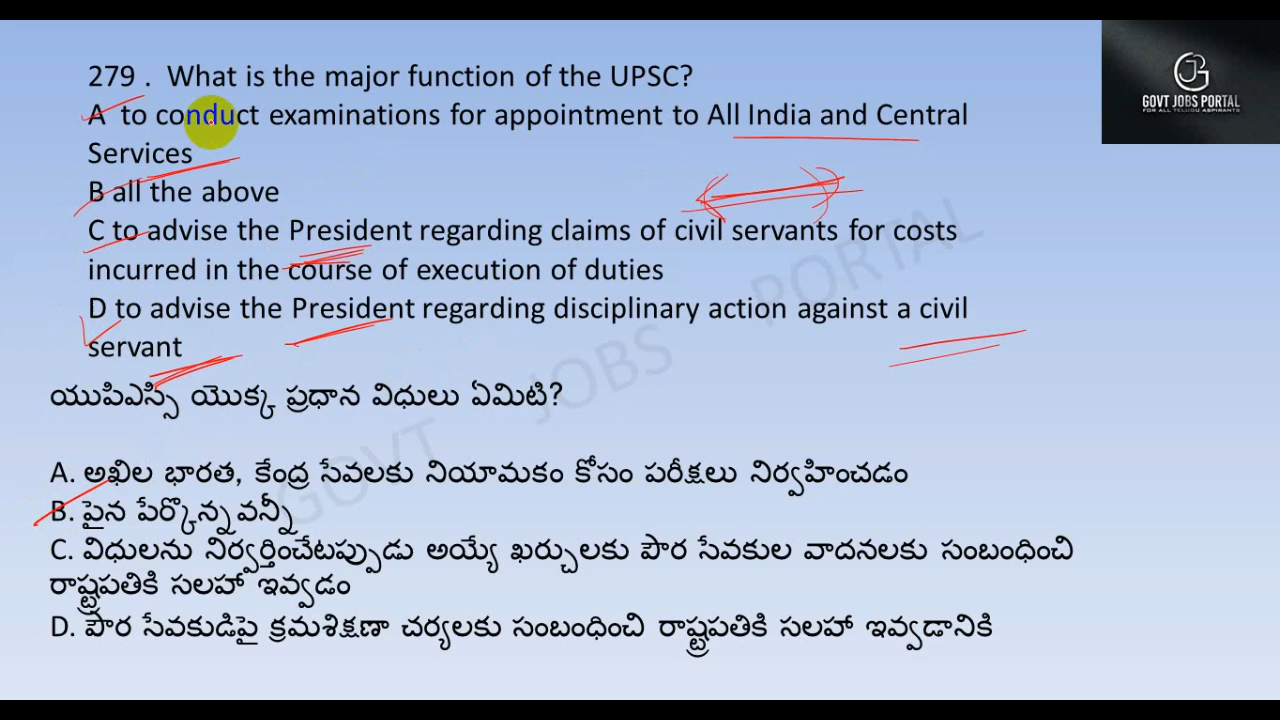 279 . What is the major function of the UPSC?
A to conduct examinations for appointment to All India and Central
Services
B all the above
C to advise the President regarding claims of civil servants for costs
incurred in the course of execution of duties
D to advise the President regarding disciplinary action against a civil
servant
యుపిఎస్సి యొక్క ప్రధాన విధులు ఏమిటి?
A. అఖిల భారత, కేంద్ర సేవలకు నియామకం కోసం పరీక్షలు నిర్వహించడం
B. పైన పేర్కొన్నవన్నీ
C. విధులను నిర్వర్తించేటప్పుడు అయ్యే ఖర్చులకు పౌర సేవకుల వాదనలకు సంబంధించి
రాష్ట్రపతికి సలహా ఇవ్వడం
D. పౌర సేవకుడిపై క్రమశిక్షణా చర్యలకు సంబంధించి రాష్ట్రపతికి సలహా ఇవ్వడానికి
GOVT JOBS PORTAL
FOR ALL TELUGU ASPIRANTS
GOVT JOBS PORTAL